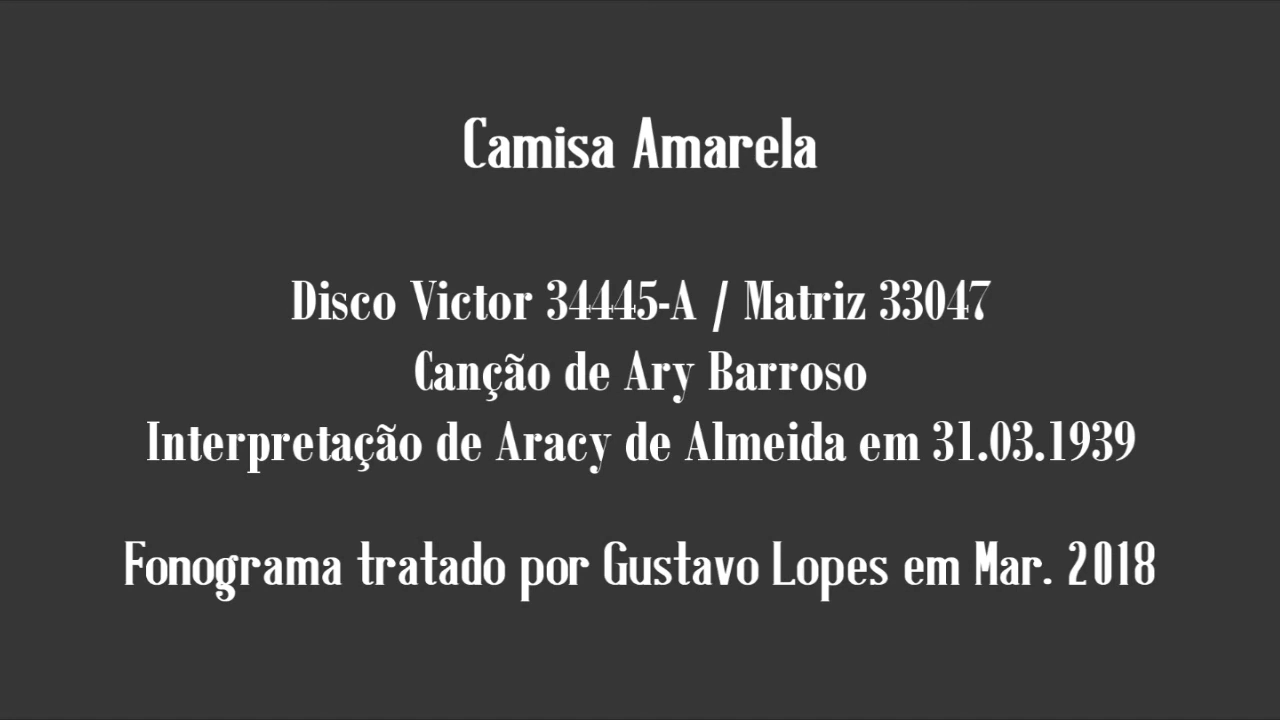 Camisa Amarela
Disco Victor 34445-A / Matriz 33047
Canção de Ary Barroso
Interpretação de Aracy de Almeida em 31.03.1939
Fonograma tratado por Gustavo Lopes em Mar. 2018